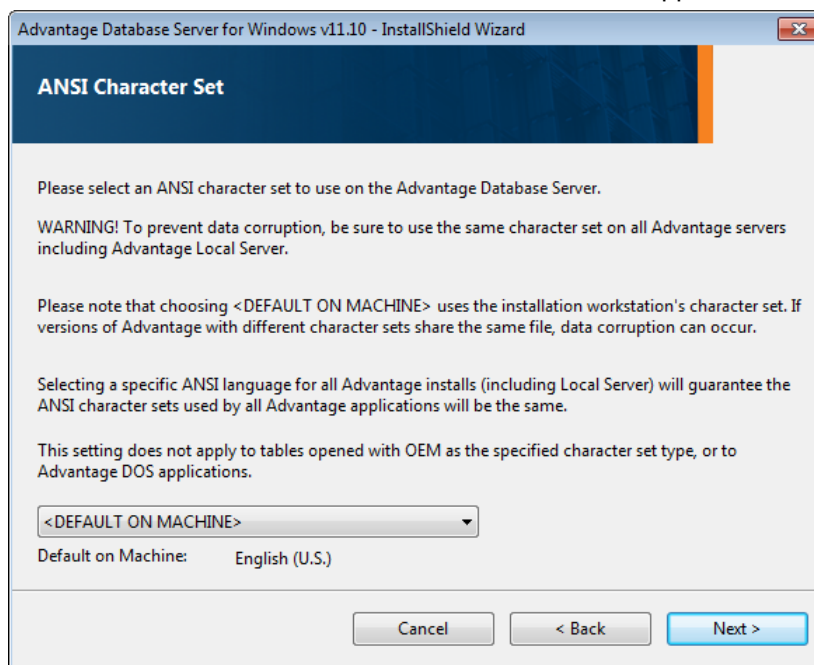 Advantage Database Server for Windows v11.10 - InstallShield Wizard
ANSI Character Set
Please select an ANSI character set to use on the Advantage Database Server.
WARNING! To prevent data corruption, be sure to use the same character set on all Advantage servers
including Advantage Local Server.
Please note that choosing <DEFAULT ON MACHINE> uses the installation workstation's character set. If
versions of Advantage with different character sets share the same file, data corruption can occur.
Selecting a specific ANSI language for all Advantage installs (including Local Server) will guarantee the
ANSI character sets used by all Advantage applications will be the same.
This setting does not apply to tables opened with OEM as the specified character set type, or to
Advantage DOS applications.
<DEFAULT ON MACHINE>
Default on Machine: English (U.S.)
Cancel < Back Next >